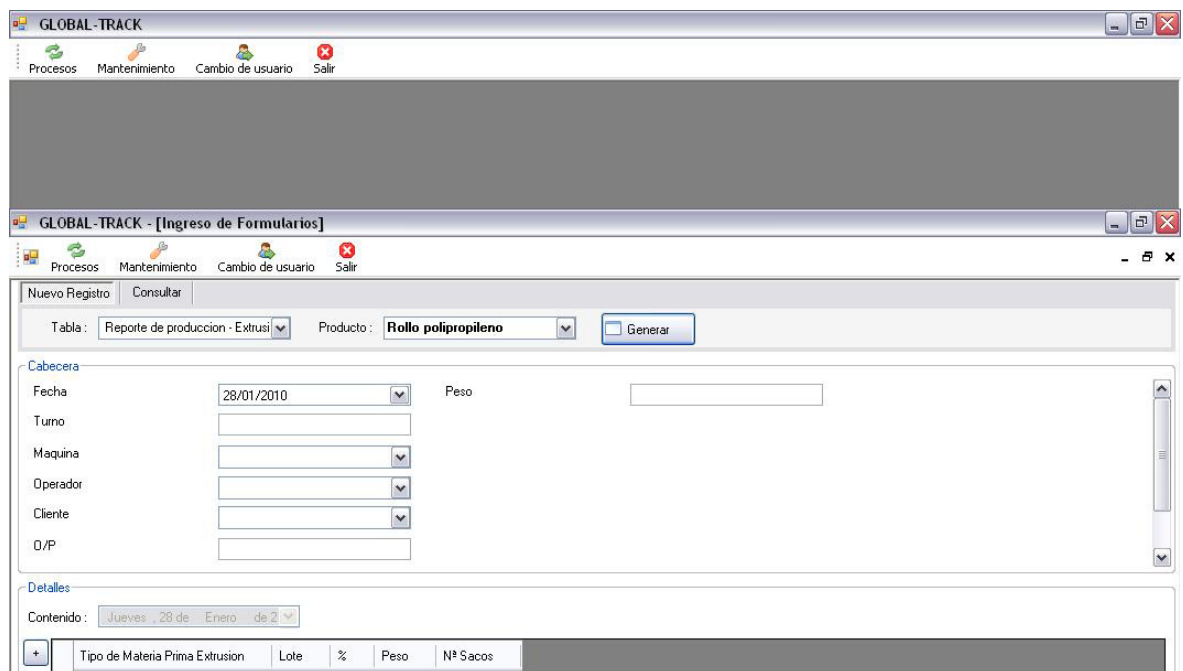 GLOBAL-TRACK
Procesos Mantenimiento Cambio de usuario Salir
GLOBAL-TRACK - [Ingreso de Formularios]
Procesos Mantenimiento Cambio de usuario Salir
Nuevo Registro Consultar
Tabla : Reporte de produccion - Extrusi Producto : Rollo polipropileno Generar
Cabecera
Fecha 28/01/2010 Peso
Turno
Maquina
Operador
Cliente
O/P
Detalles
Contenido : Jueves , 28 de Enero de 2
+ Tipo de Materia Prima Extrusion Lote % Peso Nª Sacos